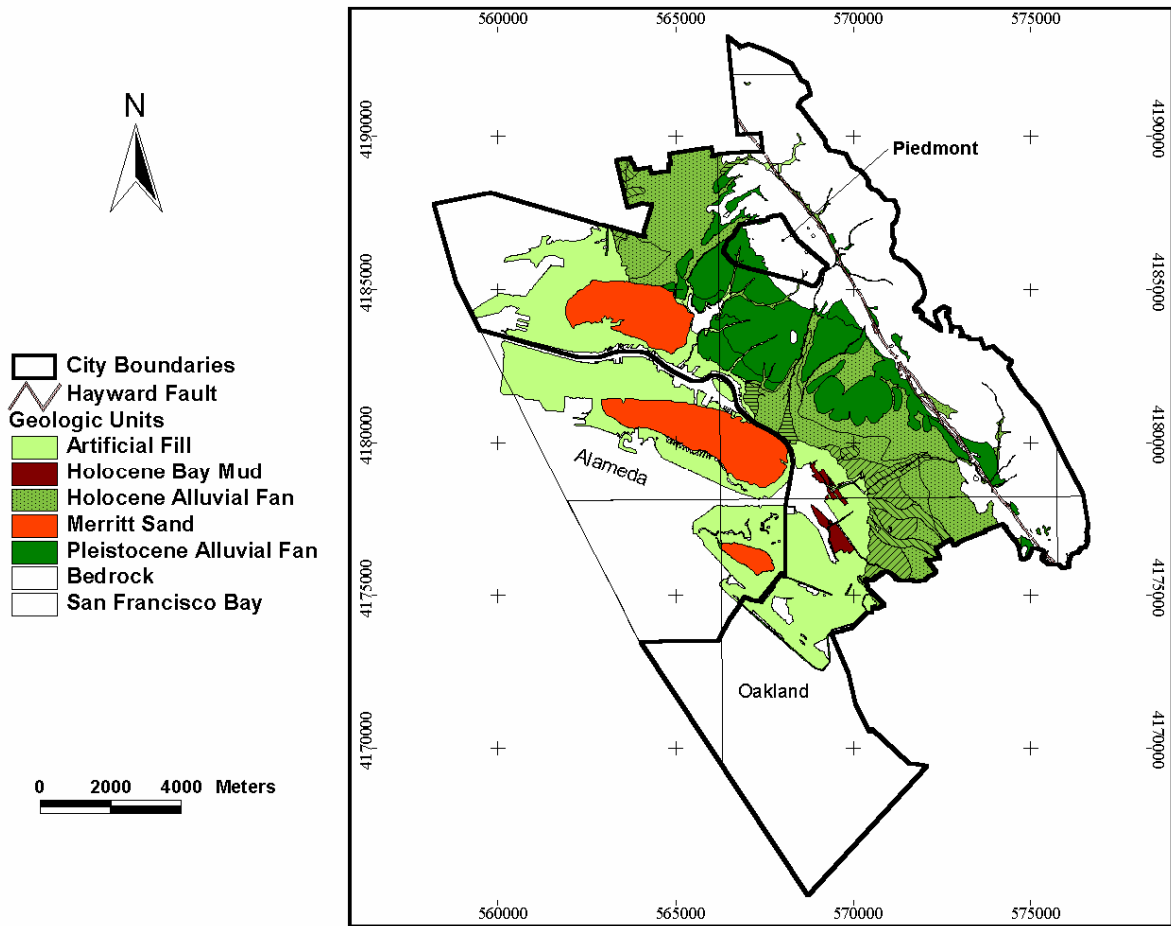 560000
565000
570000
575000
N
4190000
4190000
Piedmont
4185000
4185000
City Boundaries
Hayward Fault
Geologic Units
Artificial Fill
Holocene Bay Mud
Holocene Alluvial Fan
Merritt Sand
Pleistocene Alluvial Fan
Bedrock
San Francisco Bay
4180000
4180000
Alameda
4175000
4175000
Oakland
4170000
4170000
0 2000 4000 Meters
560000
565000
570000
575000